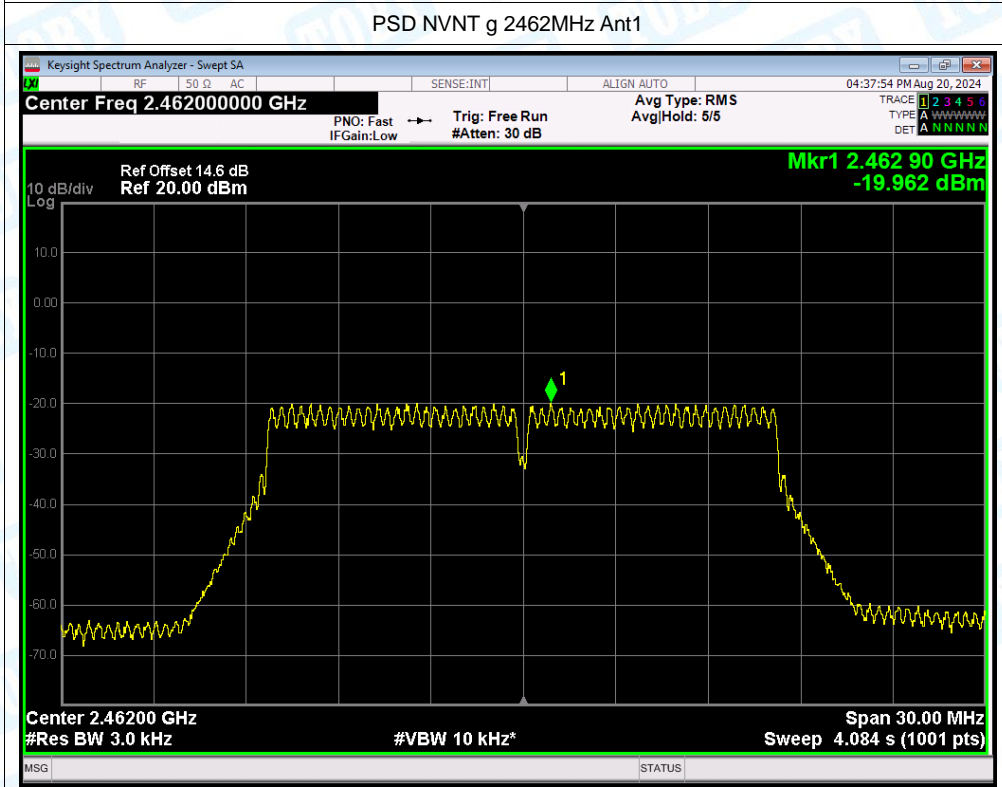 PSD NVNT g 2462MHz Ant1
Keysight Spectrum Analyzer - Swept SA
LXI RF 50 Ω AC SENSE:INT ALIGN AUTO 04:37:54 PM Aug 20, 2024
Center Freq 2.462000000 GHz Avg Type: RMS TRACE 1 2 3 4 5 6
PNO: Fast Trig: Free Run Avg|Hold: 5/5 TYPE A WWWWW
IFGain:Low #Atten: 30 dB DET A N N N N N
Mkr1 2.462 90 GHz
Ref Offset 14.6 dB
10 dB/div Ref 20.00 dBm -19.962 dBm
Log
10.0
0.00
-10.0
1
-20.0
-30.0
-40.0
-50.0
-60.0
-70.0
Center 2.46200 GHz Span 30.00 MHz
#Res BW 3.0 kHz #VBW 10 kHz* Sweep 4.084 s (1001 pts)
MSG STATUS